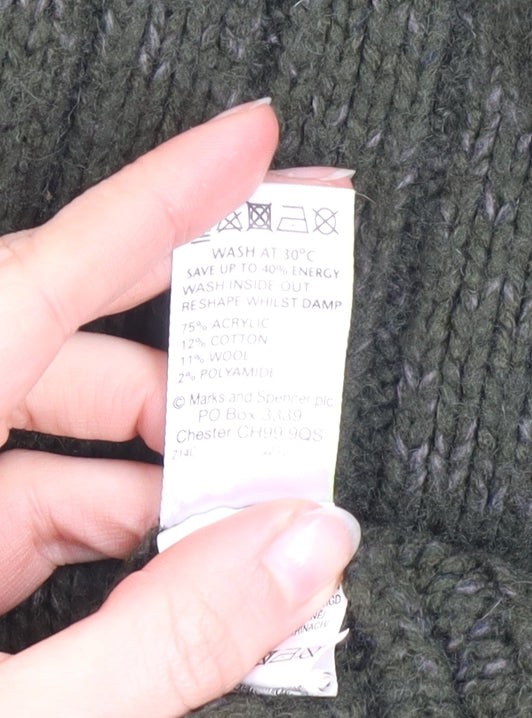 WASH AT 30°C
SAVE UP TO 40% ENERGY
WASH INSIDE OUT
RESHAPE WHILST DAMP
75% ACRYLIC
12% COTTON
11% WOOL
2% POLYAMIDE
© Marks and Spencer plc
PO Box 3339
Chester CH99 9QS